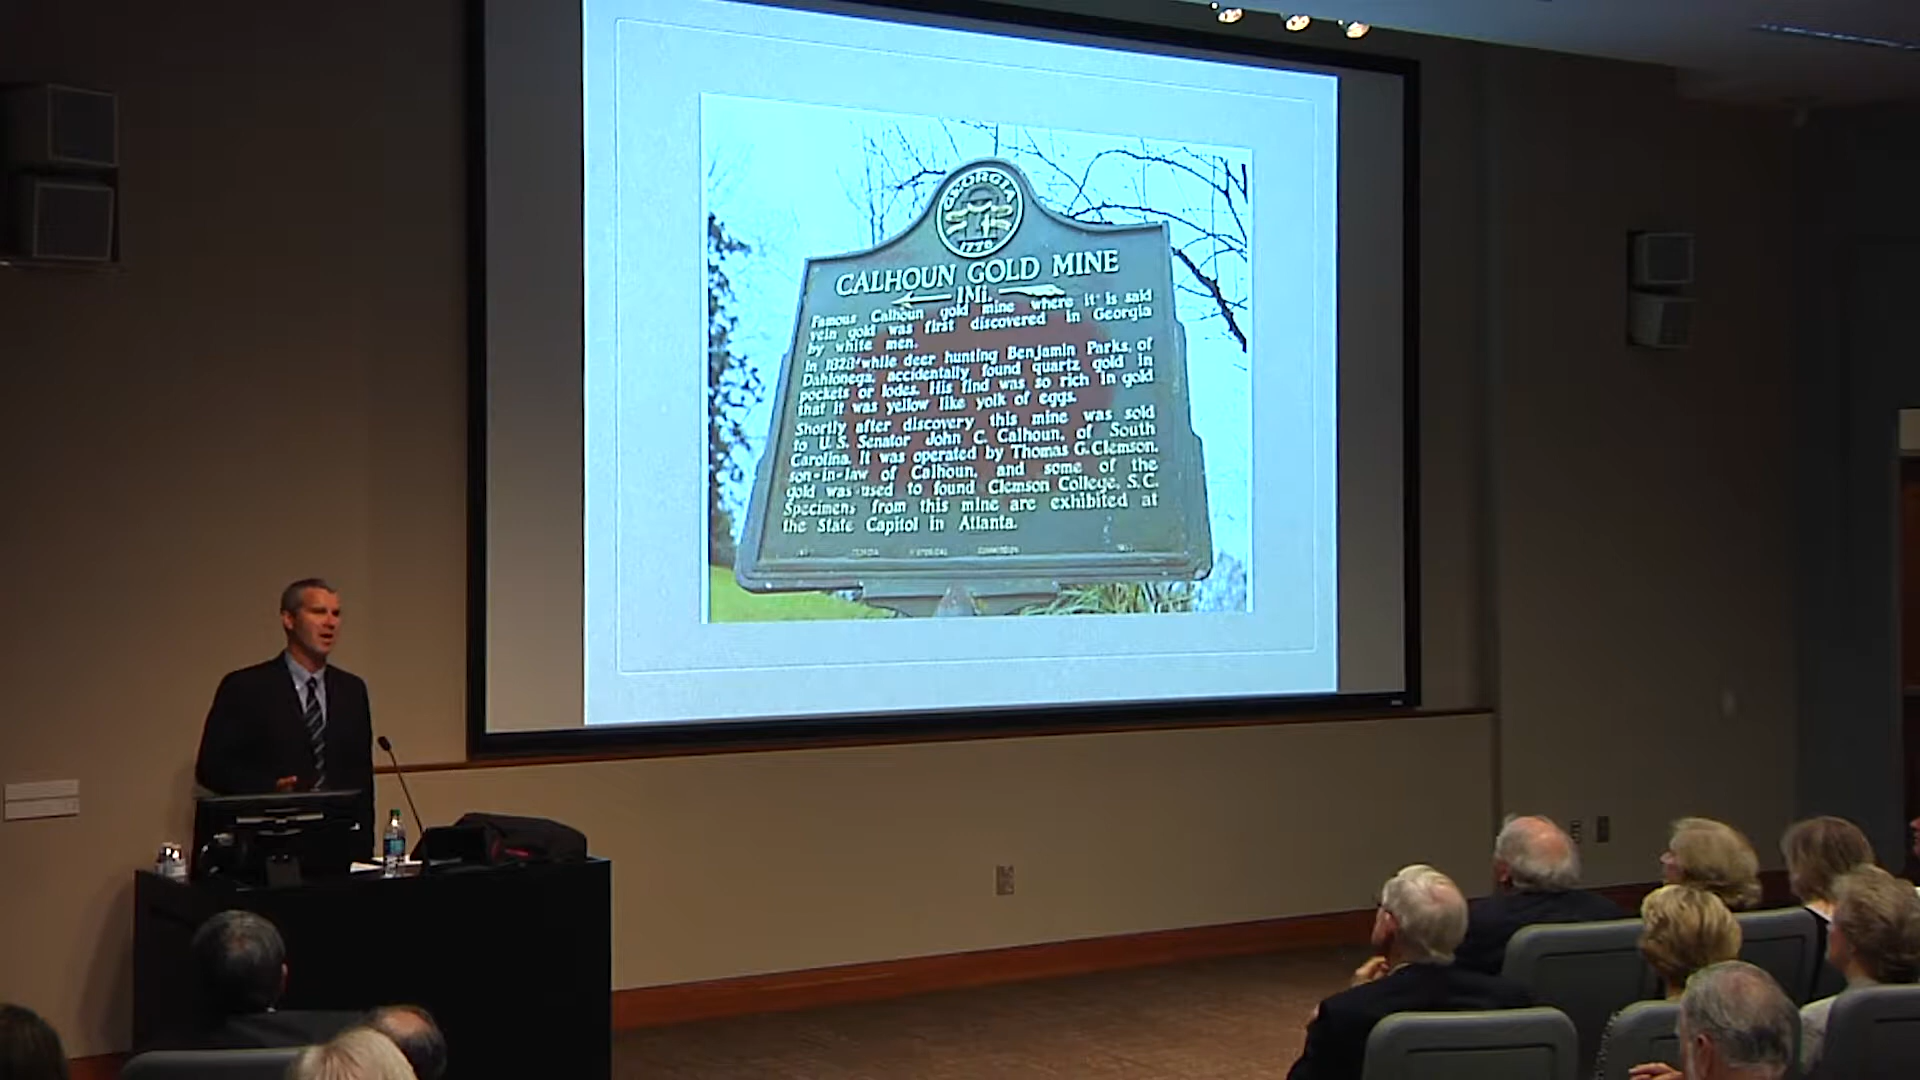 GEORGIA
1776
CALHOUN GOLD MINE
1 Mi.
Famous Calhoun gold mine where it is said
vein gold was first discovered in Georgia
by white men.
In 1828 while deer hunting Benjamin Parks, of
Dahlonega, accidentally found quartz gold in
pockets or lodes. His find was so rich in gold
that it was yellow like yolk of eggs.
Shortly after discovery this mine was sold
to U. S. Senator John C. Calhoun, of South
Carolina. It was operated by Thomas G. Clemson,
son-in-law of Calhoun, and some of the
gold was used to found Clemson College, S. C.
Specimens from this mine are exhibited at
the State Capitol in Atlanta.